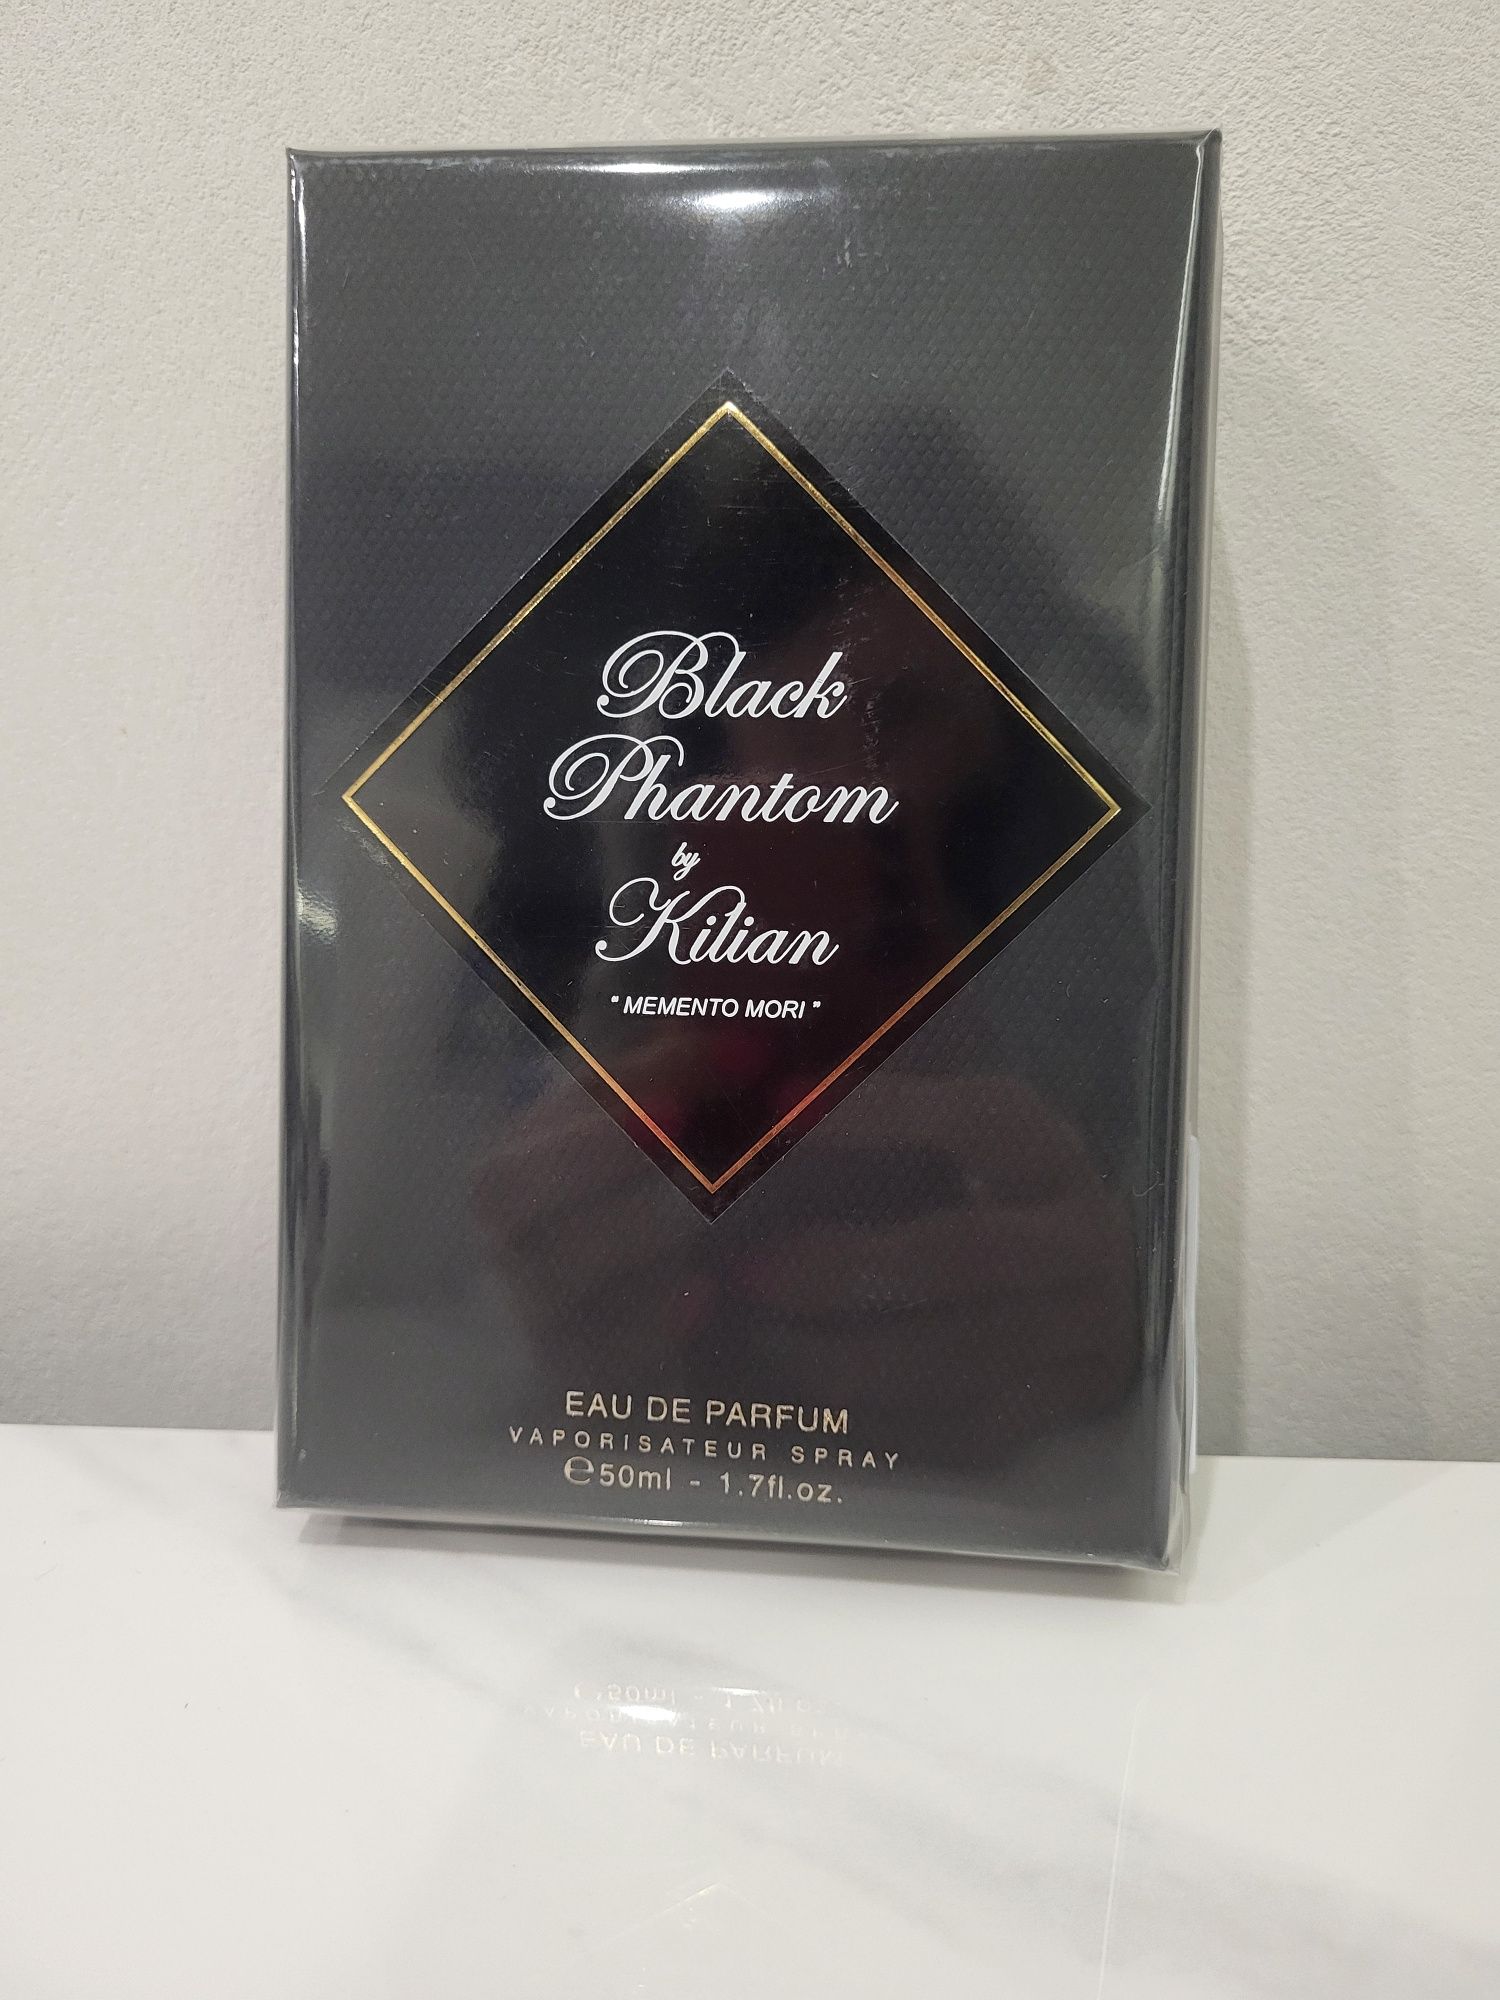 Black
Phantom
by
Kilian
"MEMENTO MORI"
EAU DE PARFUM
VAPORISATEUR SPRAY
℮50ml - 1.7fl.oz.